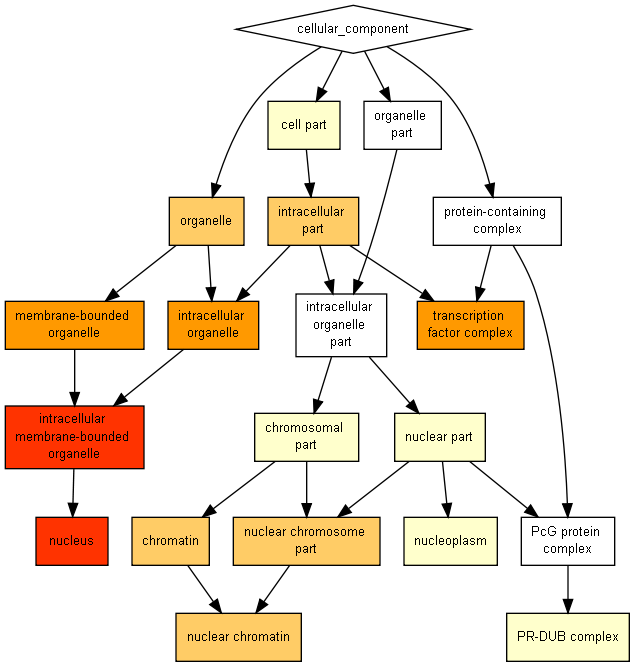 cellular_component
cell part
organelle
part
organelle
intracellular
part
protein-containing
complex
membrane-bounded
organelle
intracellular
organelle
intracellular
organelle
part
transcription
factor complex
intracellular
membrane-bounded
organelle
chromosomal
part
nuclear part
nucleus
chromatin
nuclear chromosome
part
nucleoplasm
PcG protein
complex
nuclear chromatin
PR-DUB complex